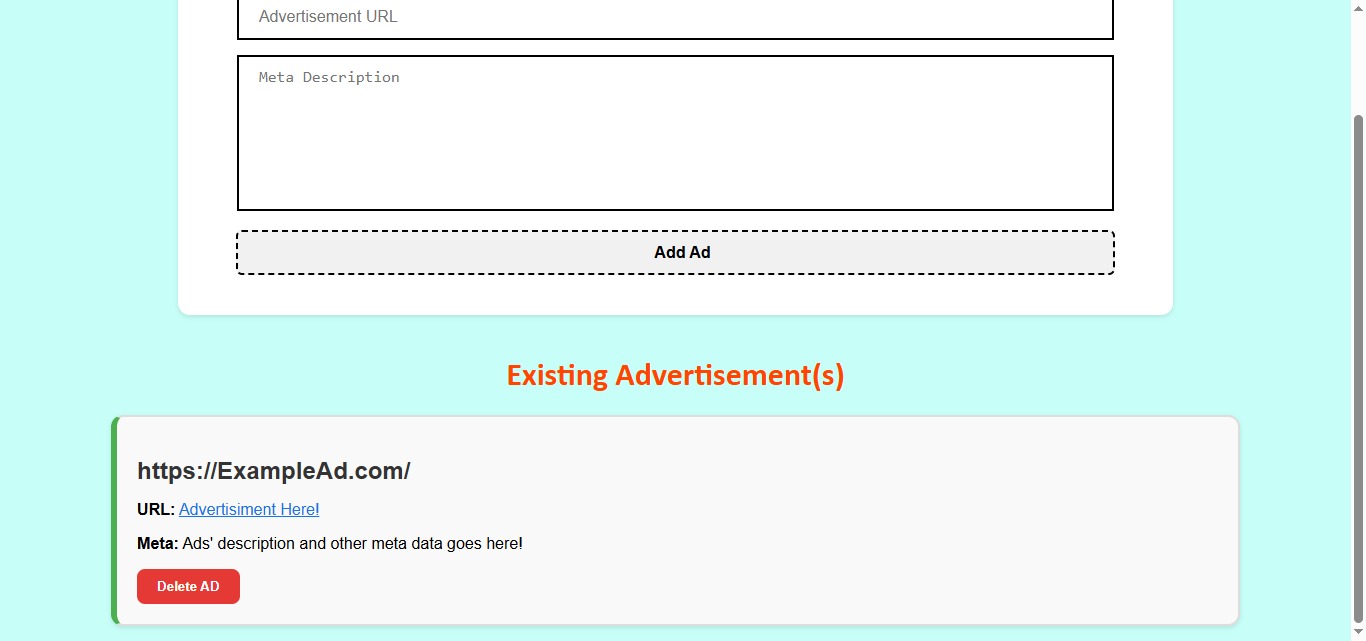 Advertisement URL
Meta Description
Add Ad
Existing Advertisement(s)
https://ExampleAd.com/
URL: Advertisiment Here!
Meta: Ads' description and other meta data goes here!
Delete AD